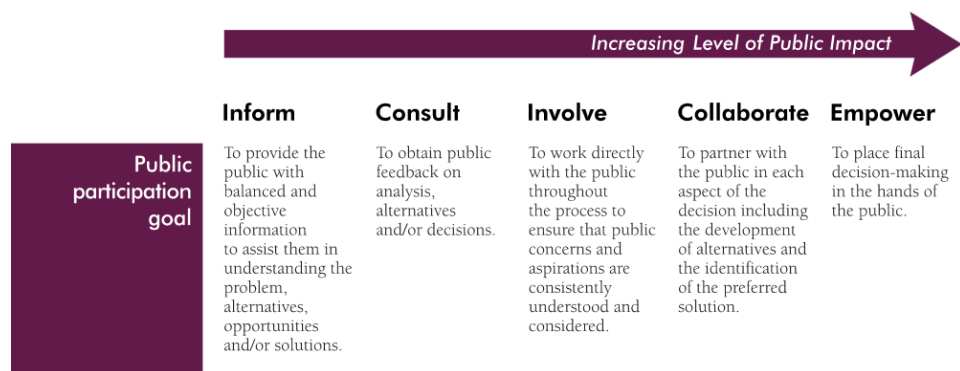 Increasing Level of Public Impact
Inform
Consult
Involve
Collaborate
Empower
Public
participation
goal
To provide the
public with
balanced and
objective
information
to assist them in
understanding the
problem,
alternatives,
opportunities
and/or solutions.
To obtain public
feedback on
analysis,
alternatives
and/or decisions.
To work directly
with the public
throughout
the process to
ensure that public
concerns and
aspirations are
consistently
understood and
considered.
To partner with
the public in each
aspect of the
decision including
the development
of alternatives and
the identification
of the preferred
solution.
To place final
decision-making
in the hands of
the public.